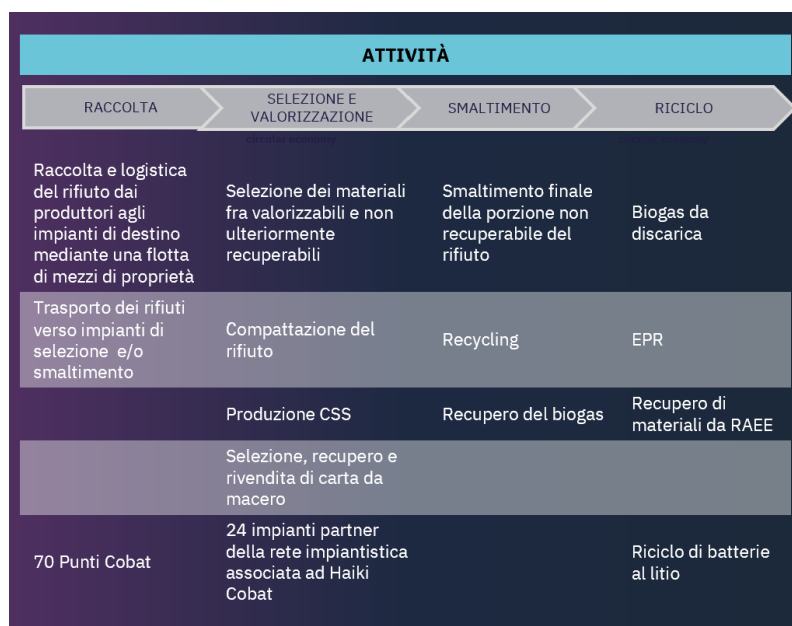 ATTIVITÀ
RACCOLTA
SELEZIONE E
VALORIZZAZIONE
SMALTIMENTO
RICICLO
circular economy
circular economy
Raccolta e logistica
del rifiuto dai
produttori agli
impianti di destino
mediante una flotta
di mezzi di proprietà
Selezione dei materiali
fra valorizzabili e non
ulteriormente
recuperabili
Smaltimento finale
della porzione non
recuperabile del
rifiuto
Biogas da
discarica
Trasporto dei rifiuti
verso impianti di
selezione e/o
smaltimento
Compattazione del
rifiuto
Recycling
EPR
Produzione CSS
Recupero del biogas
Recupero di
materiali da RAEE
Selezione, recupero e
rivendita di carta da
macero
70 Punti Cobat
24 impianti partner
della rete impiantistica
associata ad Haiki
Cobat
Riciclo di batterie
al litio